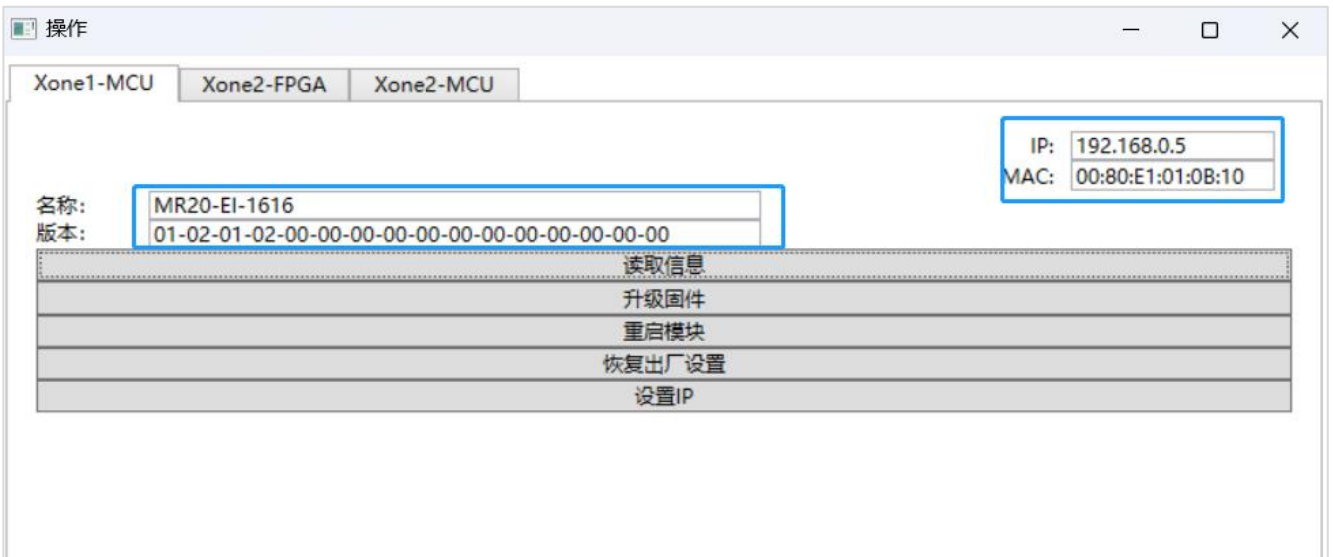 操作
Xone1-MCU Xone2-FPGA Xone2-MCU
IP: 192.168.0.5
MAC: 00:80:E1:01:0B:10
名称: MR20-EI-1616
版本: 01-02-01-02-00-00-00-00-00-00-00-00-00-00-00-00
读取信息
升级固件
重启模块
恢复出厂设置
设置IP